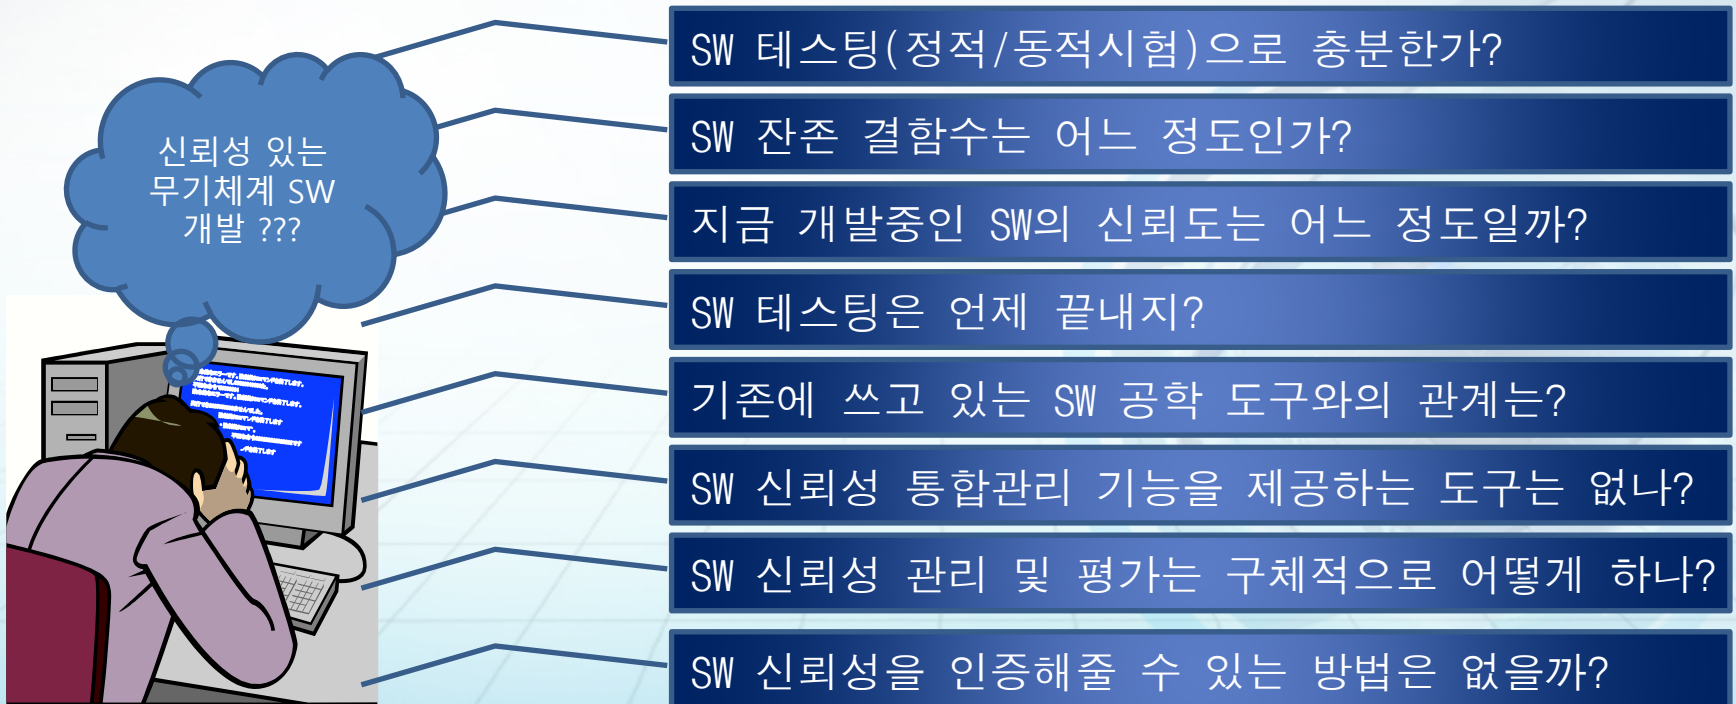 신뢰성 있는
무기체계 SW
개발 ???
SW 테스팅(정적/동적시험)으로 충분한가?
SW 잔존 결함수는 어느 정도인가?
지금 개발중인 SW의 신뢰도는 어느 정도일까?
SW 테스팅은 언제 끝내지?
기존에 쓰고 있는 SW 공학 도구와의 관계는?
SW 신뢰성 통합관리 기능을 제공하는 도구는 없나?
SW 신뢰성 관리 및 평가는 구체적으로 어떻게 하나?
SW 신뢰성을 인증해줄 수 있는 방법은 없을까?